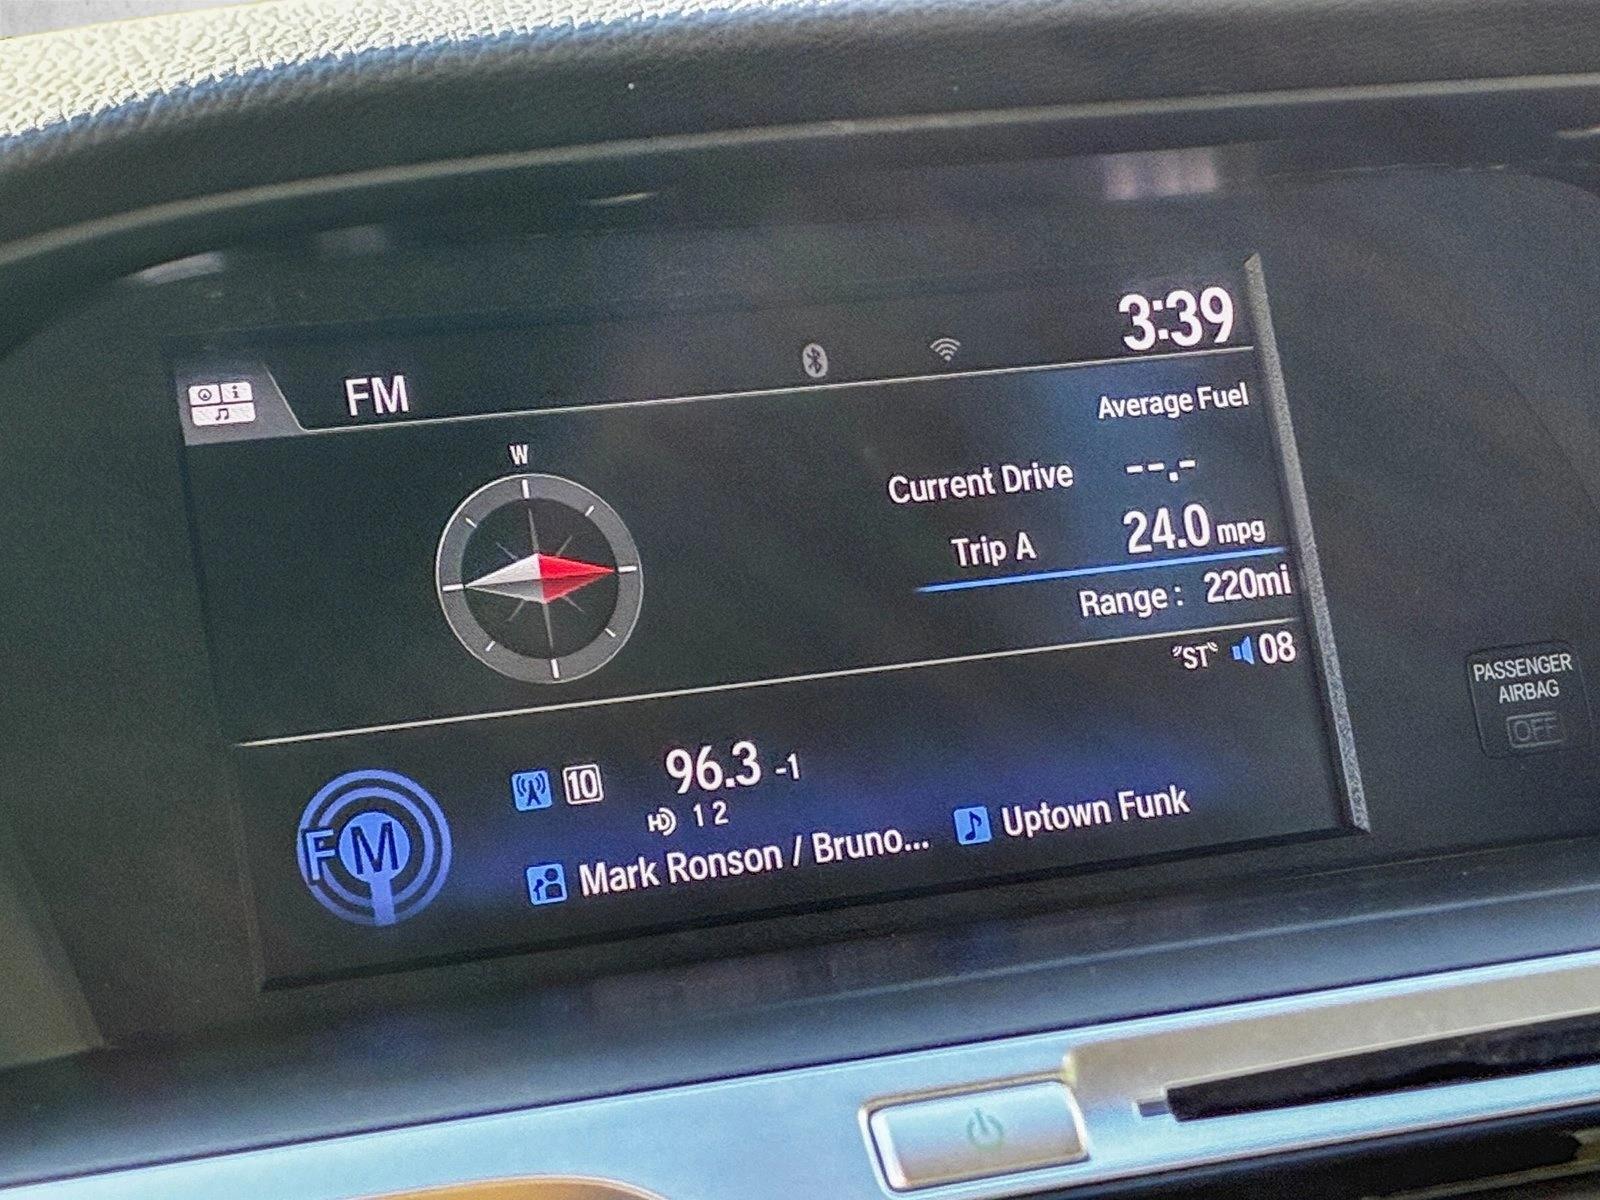 3:39
FM
Average Fuel
W
Current Drive --.-
Trip A 24.0 mpg
Range : 220mi
"ST" 08
PASSENGER
AIRBAG
OFF
10 96.3 -1
HD 1 2
FM
Mark Ronson / Bruno... Uptown Funk